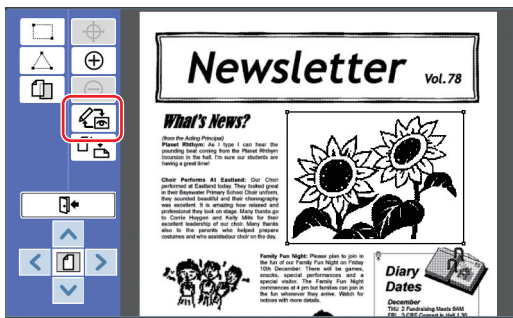 Newsletter Vol. 78
What's News?
(from the Acting Principal)
Planet Rhthym: As I type I can hear the
pounding beat coming from the Planet Rhthym
Incursion in the hall. I'm sure our students are
having a great time!
Choir Performs At Eastland: Our Choir
performed at Eastland today. They looked great
in their Bayswater Primary School Choir uniform,
they sounded beautiful and their choreography
was excellent. It is amazing how relaxed and
professional they look on stage. Many thanks go
to Corrie Huygen and Kelly Mills for their
excellent leadership of our choir. Many thanks
also to the parents who helped prepare
costumes and who assistedour choir on the day.
Family Fun Night: Please plan to join in
the fun of our Family Fun Night on Friday
10th December. There will be games,
snacks, special performances and a
special visitor. The Family Fun Night
commences at 4 pm but families can join in
the fun whenever they arrive. Watch for
notices with more details.
Diary
Dates
December
THU 2 Fundraising Meets 9AM